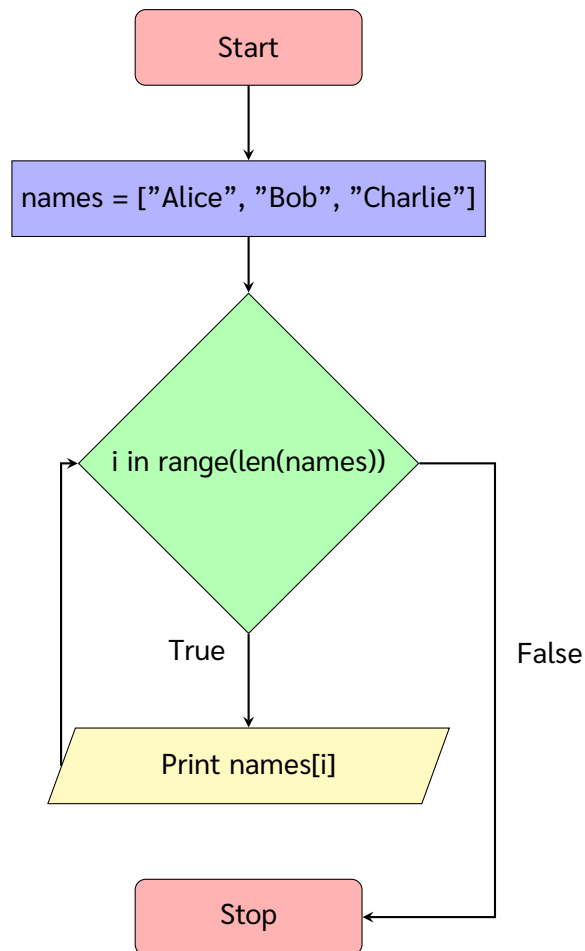 Start
names = [”Alice”, ”Bob”, ”Charlie”]
i in range(len(names))
True
False
Print names[i]
Stop